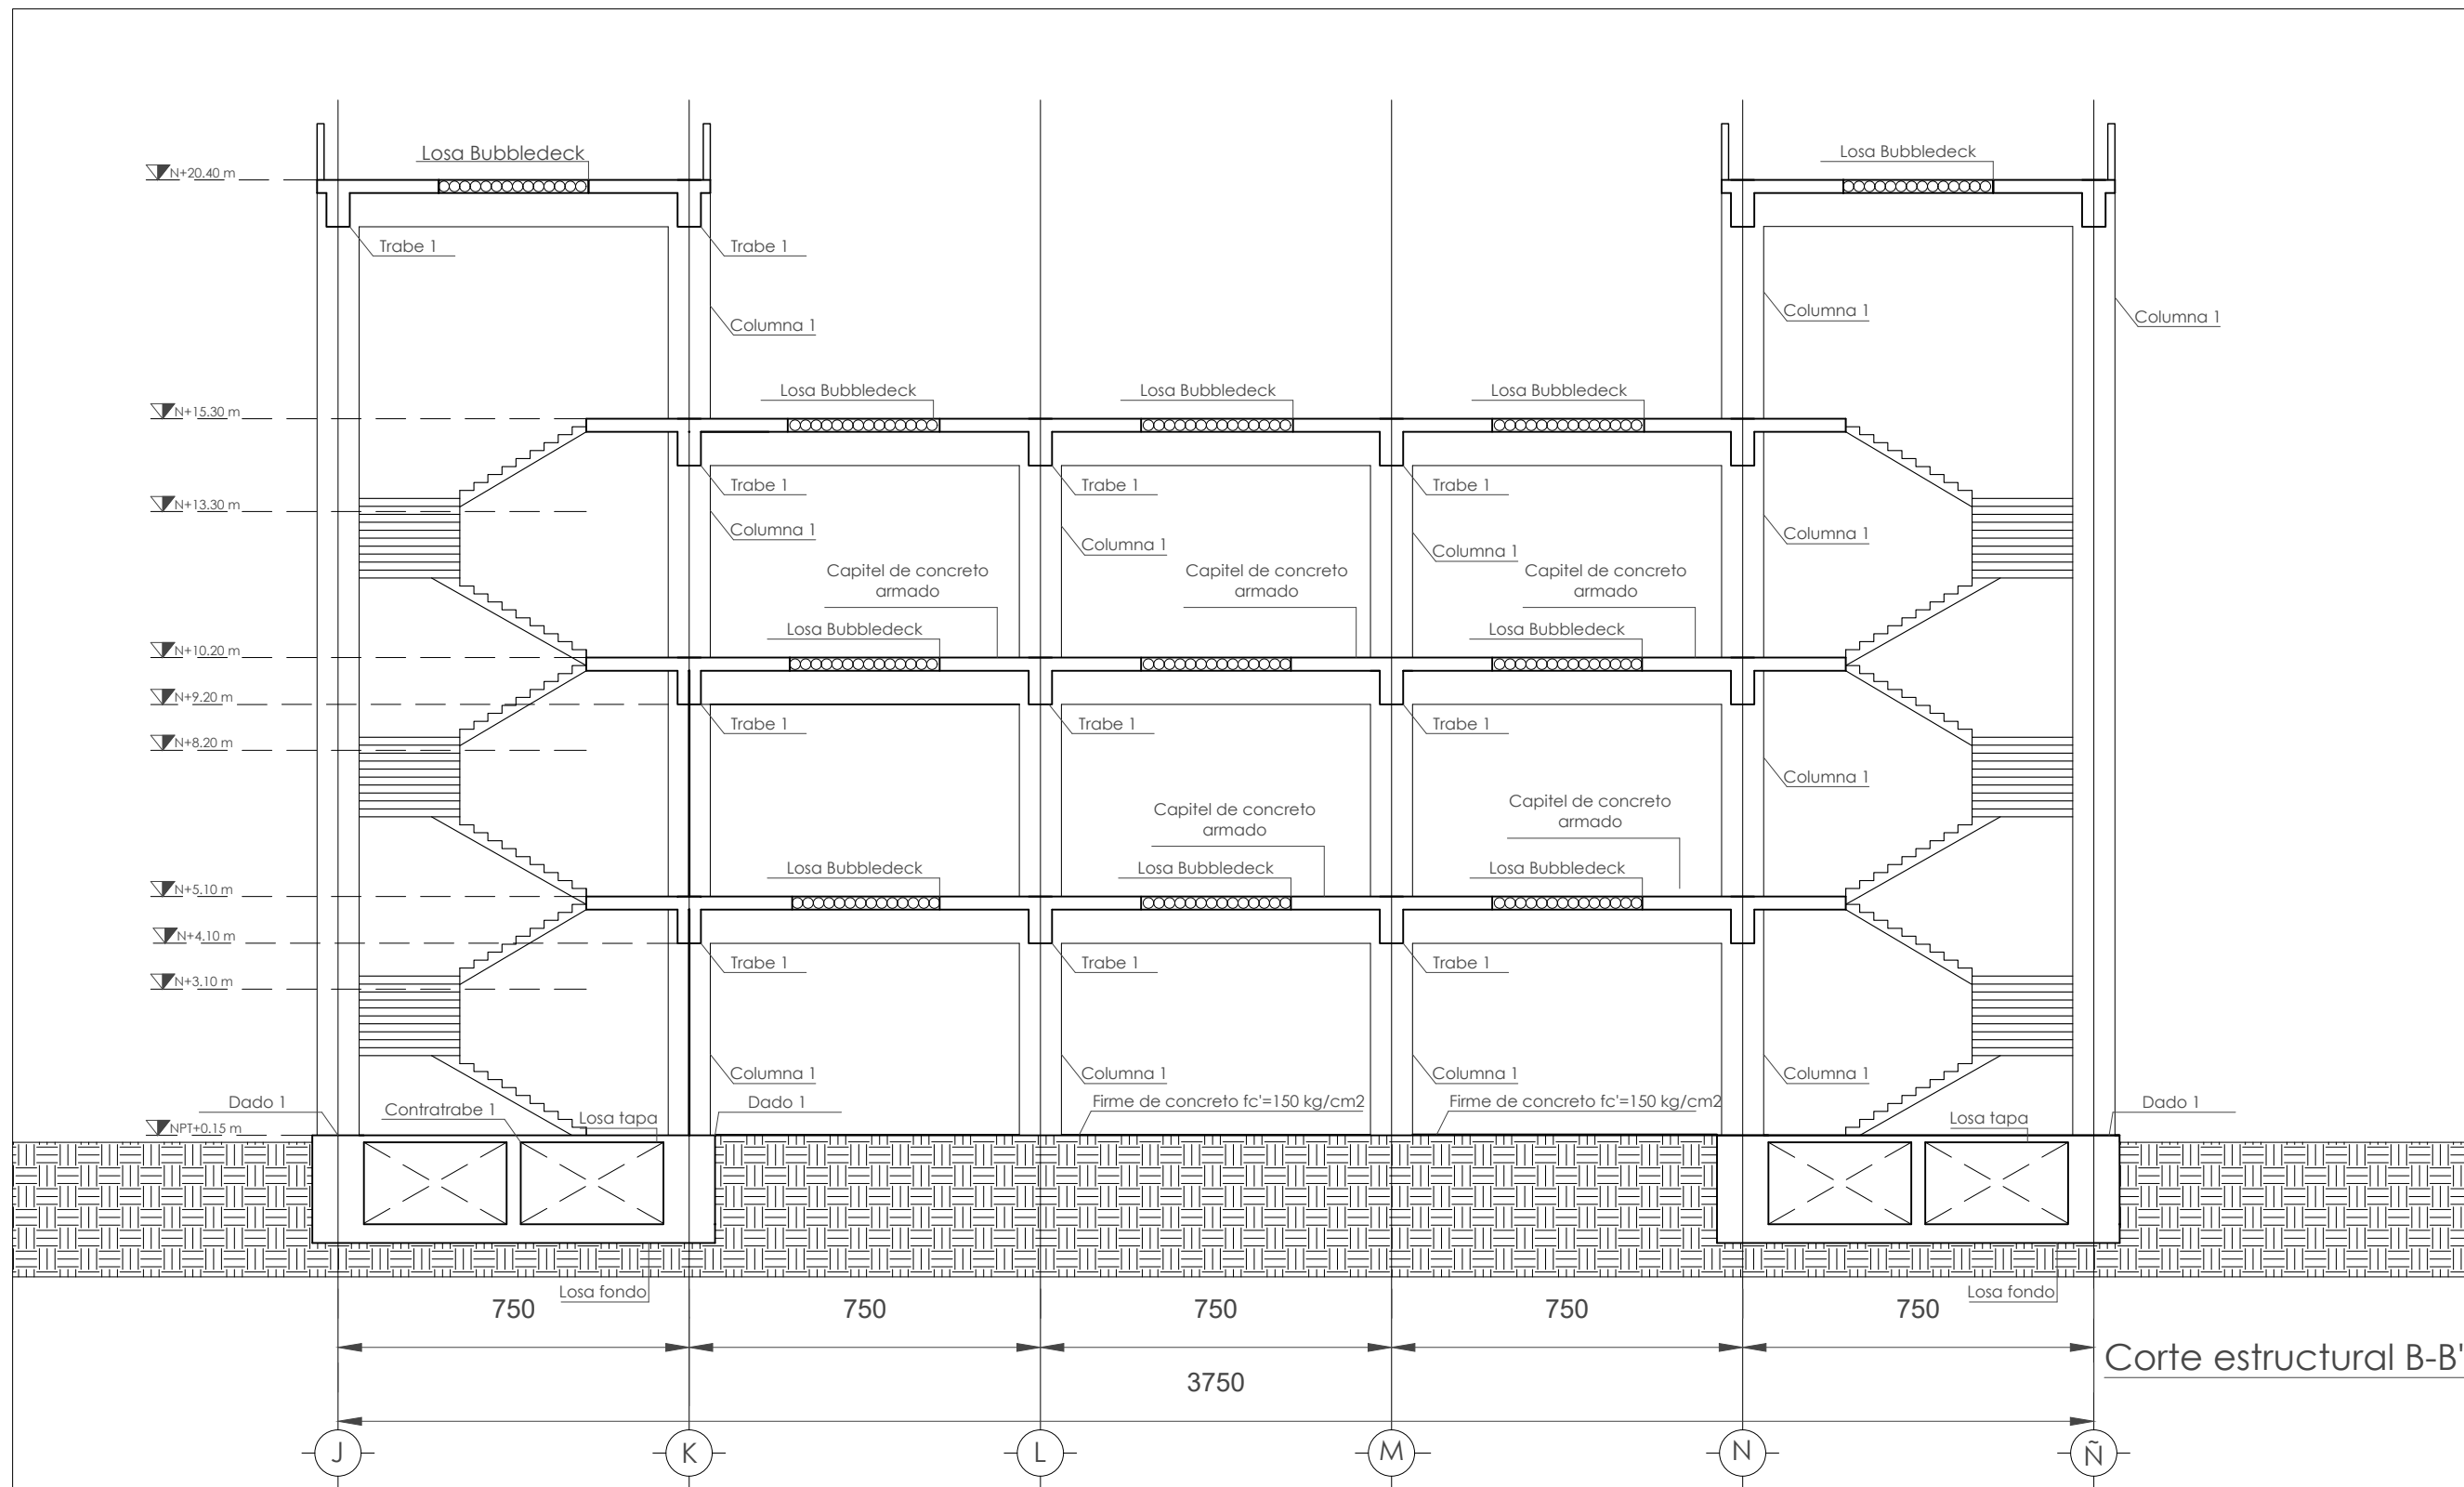 Losa Bubbledeck
Losa Bubbledeck
N+20.40 m
Trabe 1
Trabe 1
Columna 1
Columna 1
Columna 1
Losa Bubbledeck
Losa Bubbledeck
Losa Bubbledeck
N+15.30 m
Trabe 1
Trabe 1
Trabe 1
N+13.30 m
Columna 1
Columna 1
Columna 1
Columna 1
Capitel de concreto
armado
Capitel de concreto
armado
Capitel de concreto
armado
Losa Bubbledeck
Losa Bubbledeck
N+10.20 m
N+9.20 m
Trabe 1
Trabe 1
Trabe 1
N+8.20 m
Columna 1
Capitel de concreto
armado
Capitel de concreto
armado
Losa Bubbledeck
Losa Bubbledeck
Losa Bubbledeck
N+5.10 m
N+4.10 m
Trabe 1
Trabe 1
Trabe 1
N+3.10 m
Columna 1
Columna 1
Columna 1
Columna 1
Dado 1
Contratrabe 1
Losa tapa
Dado 1
Firme de concreto fc'=150 kg/cm2
Firme de concreto fc'=150 kg/cm2
Losa tapa
Dado 1
NPT+0.15 m
Losa fondo
Losa fondo
750
750
750
750
750
Corte estructural B-B'
3750
J
K
L
M
N
Ñ